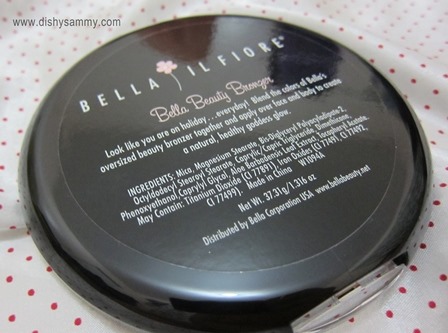 www.dishysammy.com
BELLA IL FIORE®
Bella Beauty Bronzer
Look like you are on holiday . . . everyday! Blend the colors of Bella's
oversized beauty bronzer together and apply over face and body to create
a natural, healthy goddess glow.
INGREDIENTS: Mica, Magnesium Stearate, Bis-Diglyceryl Polyacyladipate-2,
Octyldodecyl Stearoyl Stearate, Caprylic Capric Triglyceride, Dimethicone,
Phenoxyethanol, Caprylyl Glycol, Aloe Barbadensis Leaf Extract, Tocopheryl Acetate.
May Contain: Titanium Dioxide (CI 77891), Iron Oxides (CI 77491, CI 77492,
CI 77499). Made in China 1094A
Net Wt. 37.31g/1.316 oz
Distributed by Bella Corporation USA www.bellabeauty.net